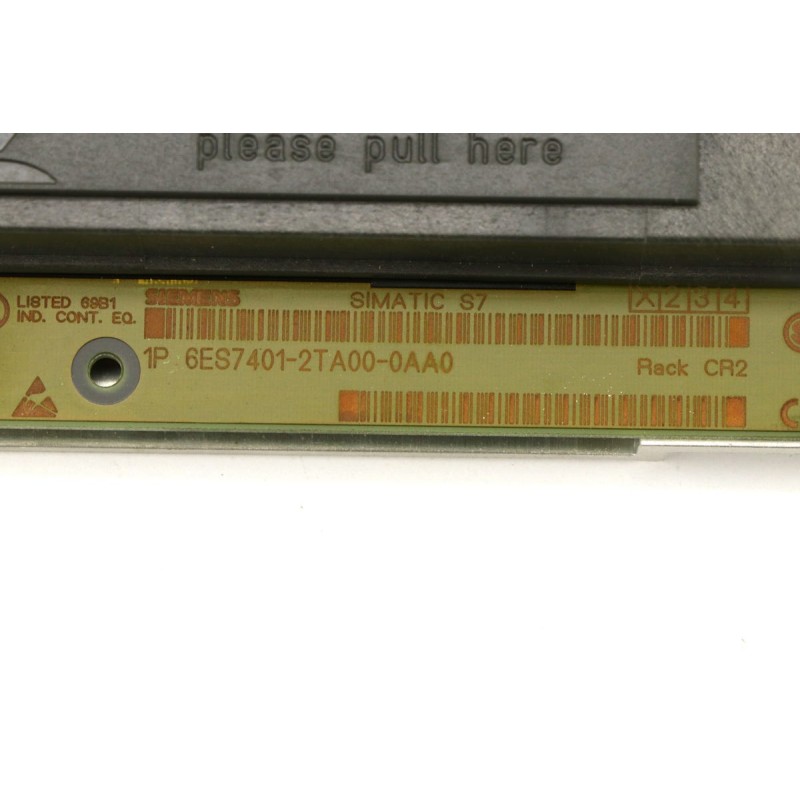 please pull here
LISTED 69B1
IND. CONT. EQ.
SIEMENS
SIMATIC S7
X 2 3 4
1P 6ES7401-2TA00-0AA0
Rack CR2